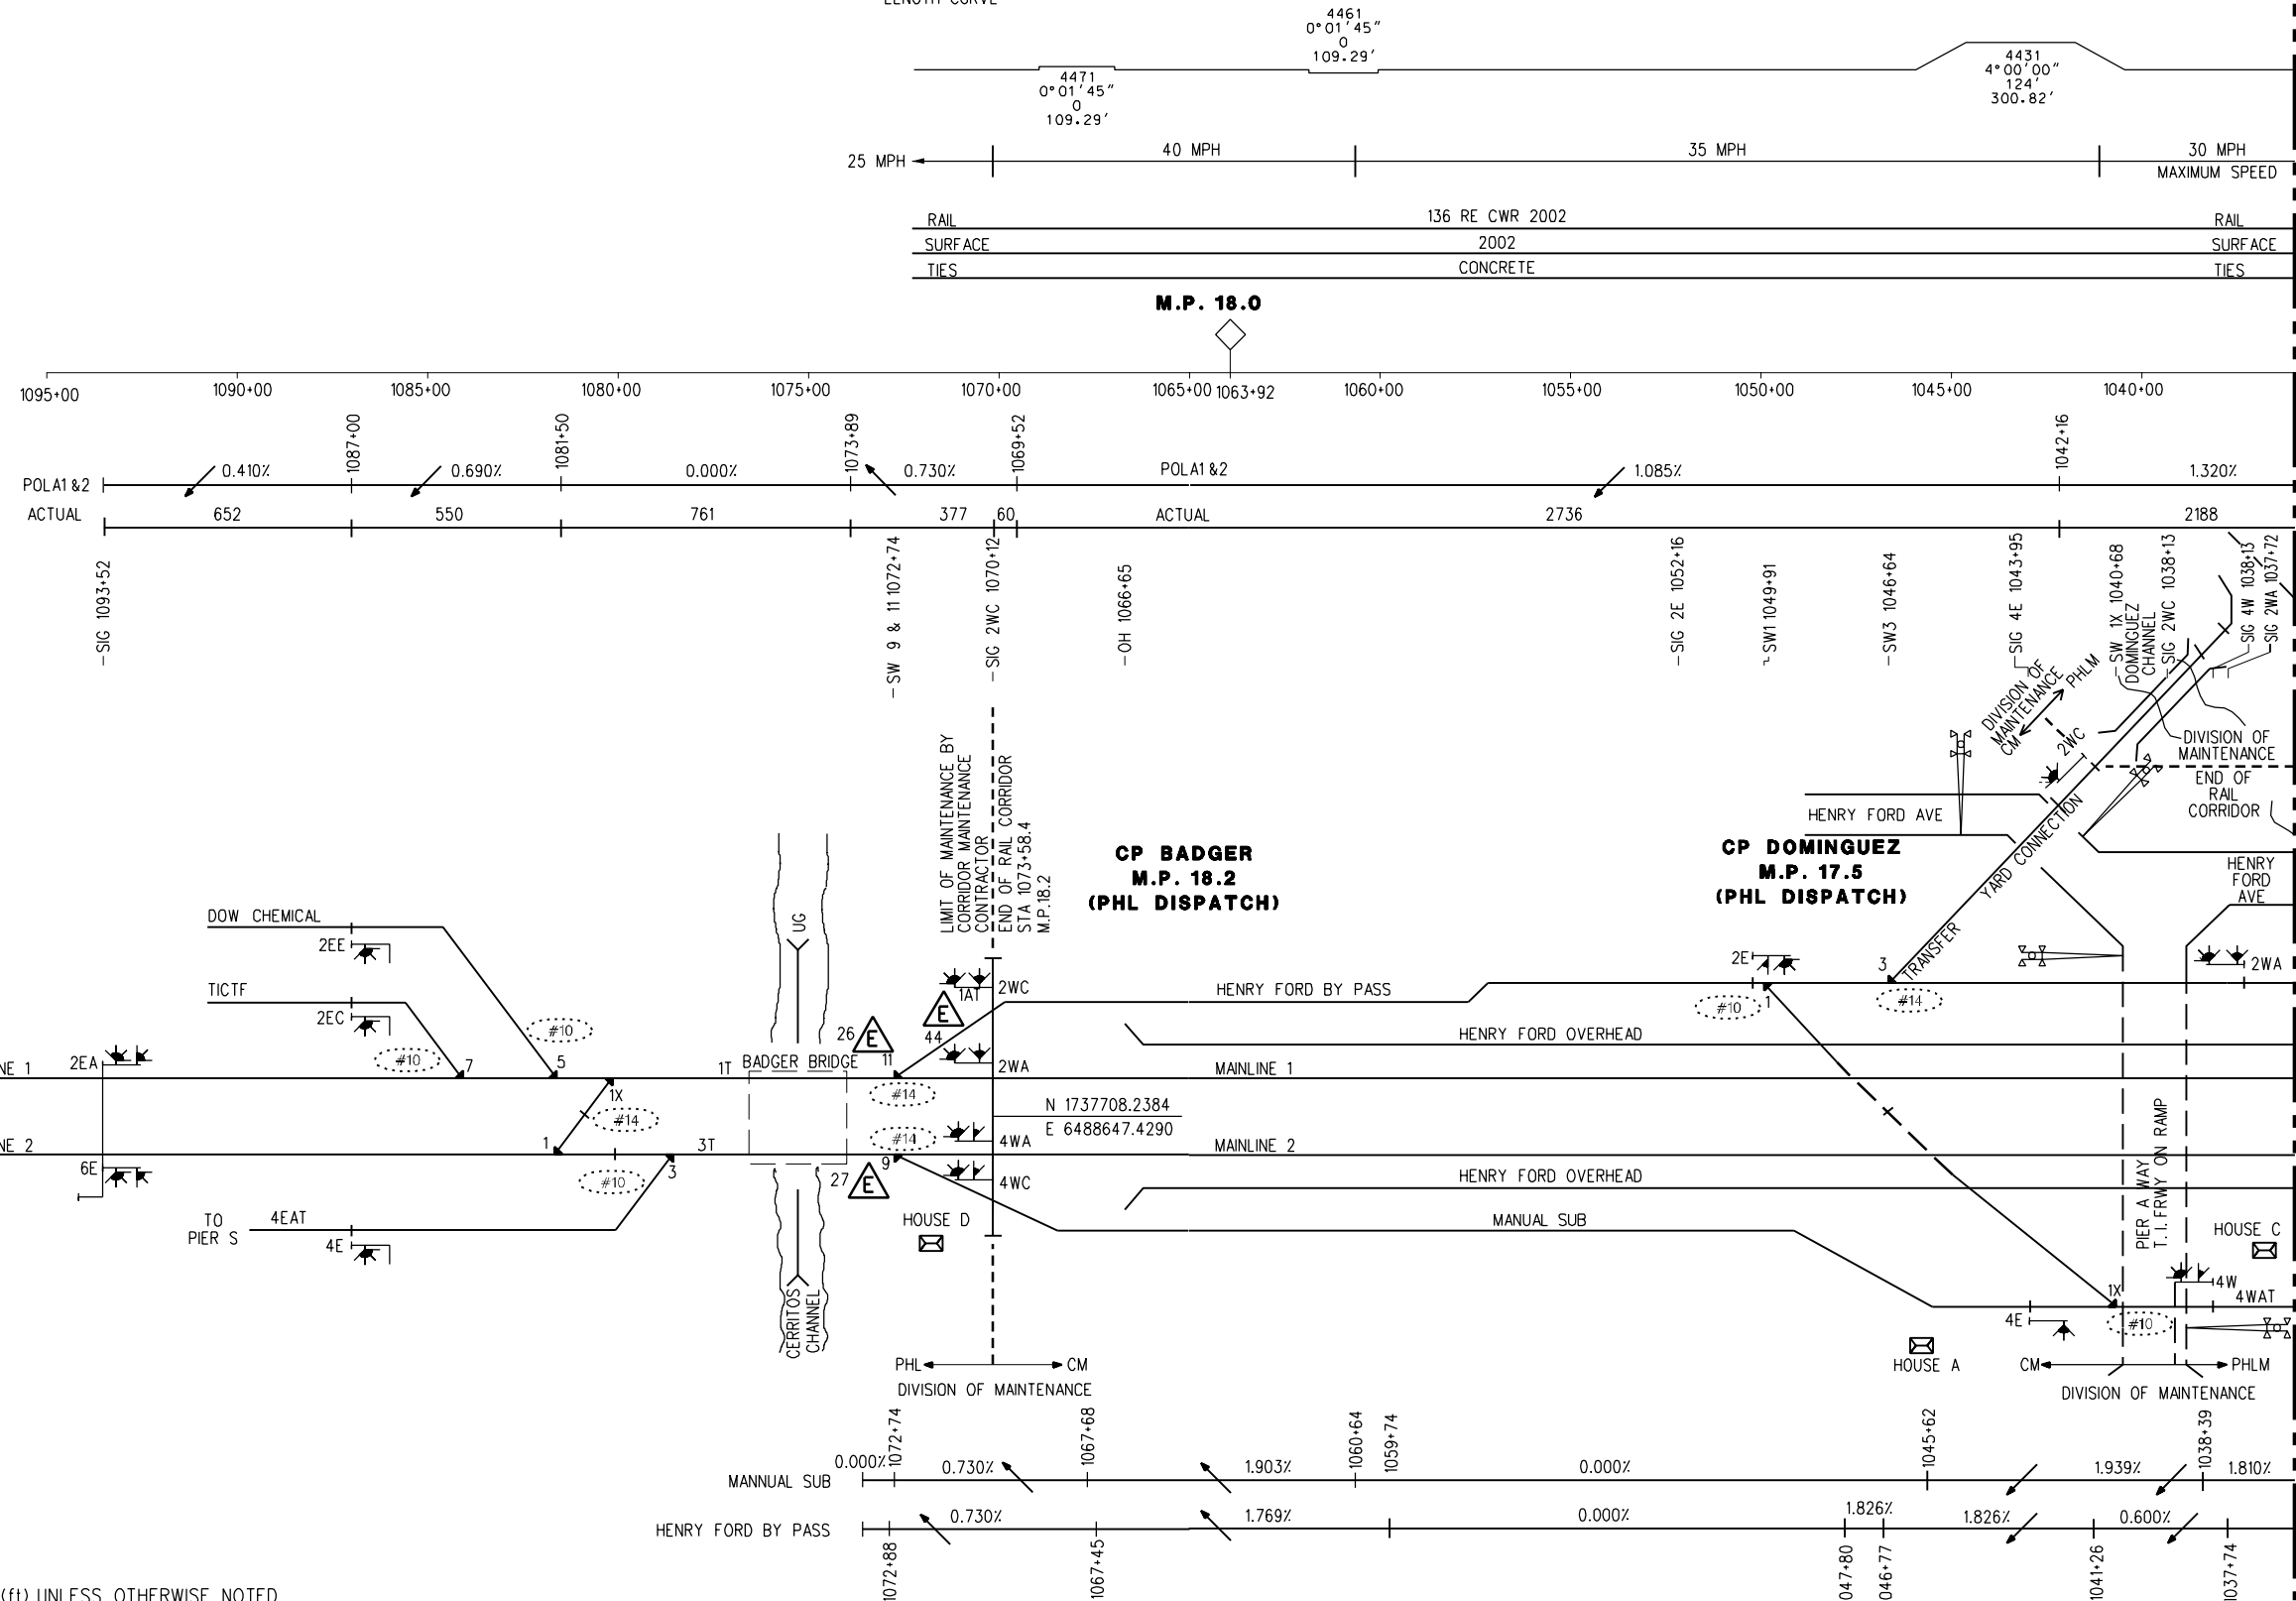 4461
0°01'45"
0
109.29'
4471
0°01'45"
0
109.29'
4431
4°00'00"
124'
300.82'
25 MPH
40 MPH
35 MPH
30 MPH
MAXIMUM SPEED
RAIL
136 RE CWR 2002
RAIL
SURFACE
2002
SURFACE
TIES
CONCRETE
TIES
M.P. 18.0
1095+00
1090+00
1085+00
1080+00
1075+00
1070+00
1065+00
1063+92
1060+00
1055+00
1050+00
1045+00
1040+00
1087+00
1081+50
1073+89
1069+52
1042+16
POLA1&2
0.410%
0.690%
0.000%
0.730%
POLA1&2
1.085%
1.320%
ACTUAL
652
550
761
377
60
ACTUAL
2736
2188
SIG 1093+52
SW 9 & 11 1072+74
SIG 2WC 1070+12
OH 1066+65
SIG 2E 1052+16
SW1 1049+91
SW3 1046+64
SIG 4E 1043+95
SW 1X 1040+68
DOMINGUEZ
CHANNEL
SIG 2WC 1038+13
SIG 4W 1038+13
SIG 2WA 1037+72
DIVISION OF
MAINTENANCE
CM
PHLM
2WC
DIVISION OF
MAINTENANCE
END OF
RAIL
CORRIDOR
HENRY FORD AVE
HENRY
FORD
AVE
TRANSFER YARD CONNECTION
LIMIT OF MAINTENANCE BY
CORRIDOR MAINTENANCE
CONTRACTOR
END OF RAIL CORRIDOR
STA 1073+58.4
M.P.18.2
CP BADGER
M.P. 18.2
(PHL DISPATCH)
CP DOMINGUEZ
M.P. 17.5
(PHL DISPATCH)
DOW CHEMICAL
2EE
TICTF
2EC
#10
#10
7
5
UG
26
E
E
44
11
1AT
2WC
HENRY FORD BY PASS
2E
#10
1
3
#14
2WA
HENRY FORD OVERHEAD
NE 1
2EA
1T
BADGER BRIDGE
2WA
MAINLINE 1
1X
#14
#14
N 1737708.2384
E 6488647.4290
#14
4WA
MAINLINE 2
NE 2
1
3T
9
6E
#10
3
27
E
4WC
HENRY FORD OVERHEAD
TO
PIER S
4EAT
4E
HOUSE D
MANUAL SUB
PIER A WAY
T.I.FRWY ON RAMP
HOUSE C
4W
4WAT
1X
#10
4E
HOUSE A
CERRITOS
CHANNEL
PHL
CM
DIVISION OF MAINTENANCE
CM
PHLM
DIVISION OF MAINTENANCE
1072+74
1067+68
1060+64
1059+74
1045+62
1038+39
MANNUAL SUB
0.000%
0.730%
1.903%
0.000%
1.939%
1.810%
HENRY FORD BY PASS
0.730%
1.769%
0.000%
1.826%
1.826%
0.600%
1072+88
1067+45
047+80
046+77
1041+26
1037+74
(ft) UNLESS OTHERWISE NOTED